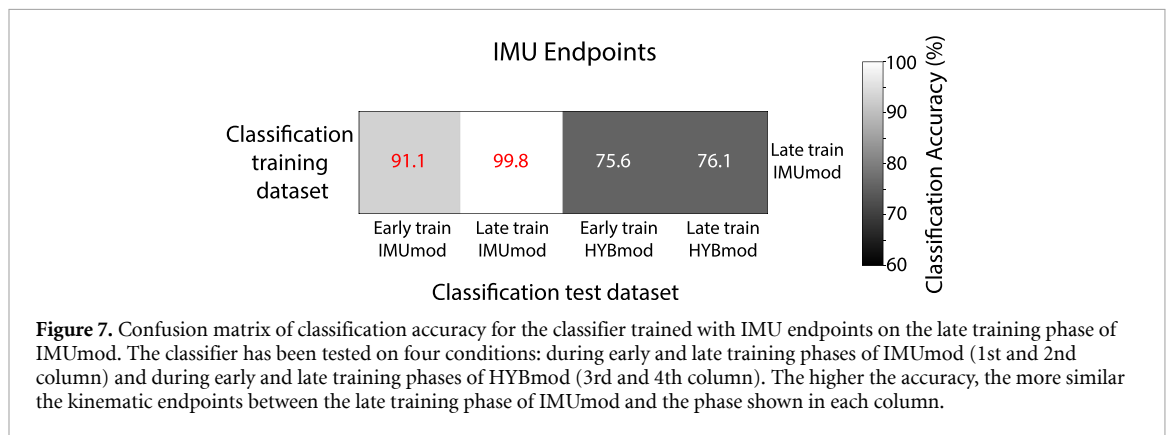 IMU Endpoints
Classification
training
dataset
91.1
99.8
75.6
76.1
Late train
IMUmod
Early train
IMUmod
Late train
IMUmod
Early train
HYBmod
Late train
HYBmod
Classification test dataset
100
90
80
70
60
Classification Accuracy (%)
Figure 7. Confusion matrix of classification accuracy for the classifier trained with IMU endpoints on the late training phase of
IMUmod. The classifier has been tested on four conditions: during early and late training phases of IMUmod (1st and 2nd
column) and during early and late training phases of HYBmod (3rd and 4th column). The higher the accuracy, the more similar
the kinematic endpoints between the late training phase of IMUmod and the phase shown in each column.